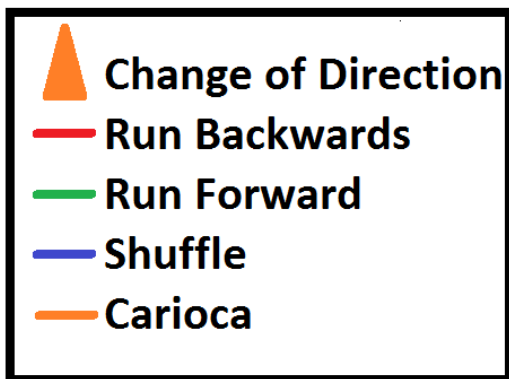 Change of Direction
Run Backwards
Run Forward
Shuffle
Carioca